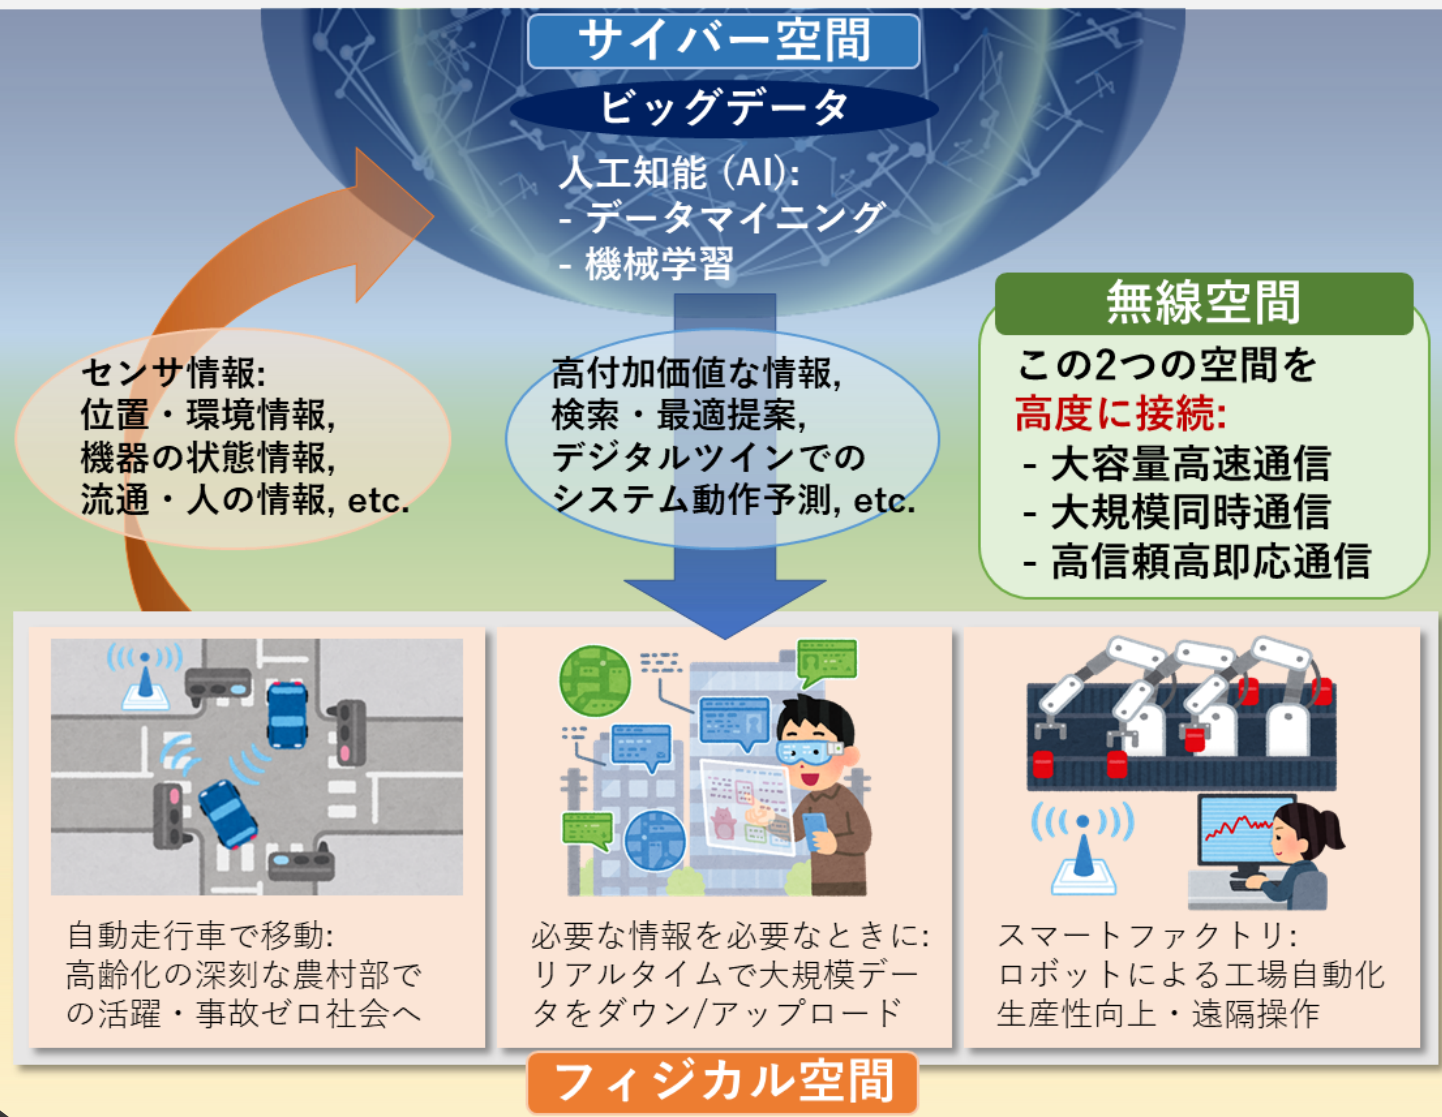 サイバー空間
ビッグデータ
人工知能 (AI):
- データマイニング
- 機械学習
センサ情報:
位置・環境情報,
機器の状態情報,
流通・人の情報, etc.
高付加価値な情報,
検索・最適提案,
デジタルツインでの
システム動作予測, etc.
無線空間
この2つの空間を
高度に接続:
- 大容量高速通信
- 大規模同時通信
- 高信頼高即応通信
自動走行車で移動:
高齢化の深刻な農村部で
の活躍・事故ゼロ社会へ
必要な情報を必要なときに:
リアルタイムで大規模デー
タをダウン/アップロード
スマートファクトリ:
ロボットによる工場自動化
生産性向上・遠隔操作
フィジカル空間